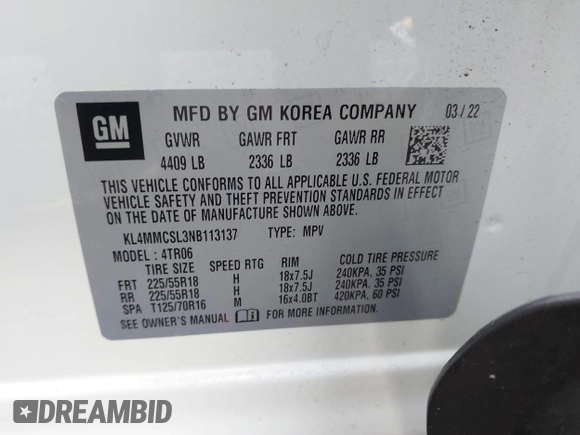 GM
MFD BY GM KOREA COMPANY 03/22
GVWR GAWR FRT GAWR RR
4409 LB 2336 LB 2336 LB
THIS VEHICLE CONFORMS TO ALL APPLICABLE U.S. FEDERAL MOTOR
VEHICLE SAFETY AND THEFT PREVENTION STANDARDS IN EFFECT
ON THE DATE OF MANUFACTURE SHOWN ABOVE.
KL4MMCSL3NB113137 TYPE: MPV
MODEL: 4TR06
TIRE SIZE SPEED RTG RIM COLD TIRE PRESSURE
FRT 225/55R18 H 18x7.5J 240KPA, 35 PSI
RR 225/55R18 H 18x7.5J 240KPA, 35 PSI
SPA T125/70R16 M 16x4.0BT 420KPA, 60 PSI
SEE OWNER'S MANUAL FOR MORE INFORMATION.
DREAMBID